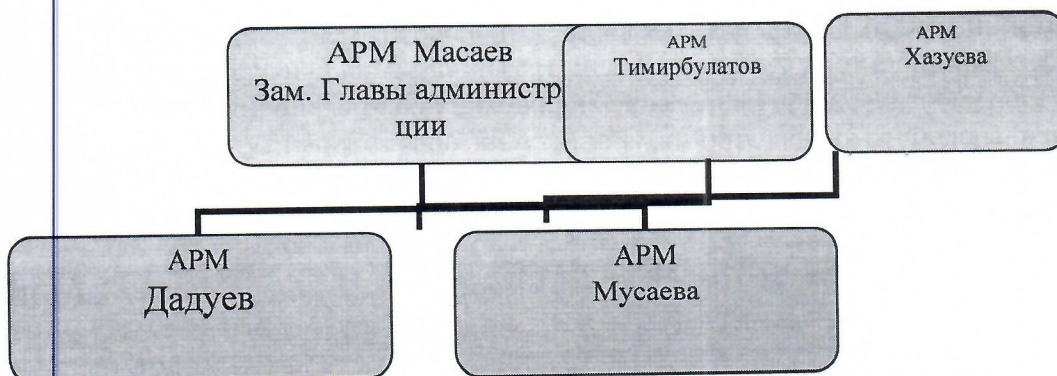 АРМ Масаев
Зам. Главы администр
ции
АРМ
Тимирбулатов
АРМ
Хазуева
АРМ
Дадуев
АРМ
Мусаева